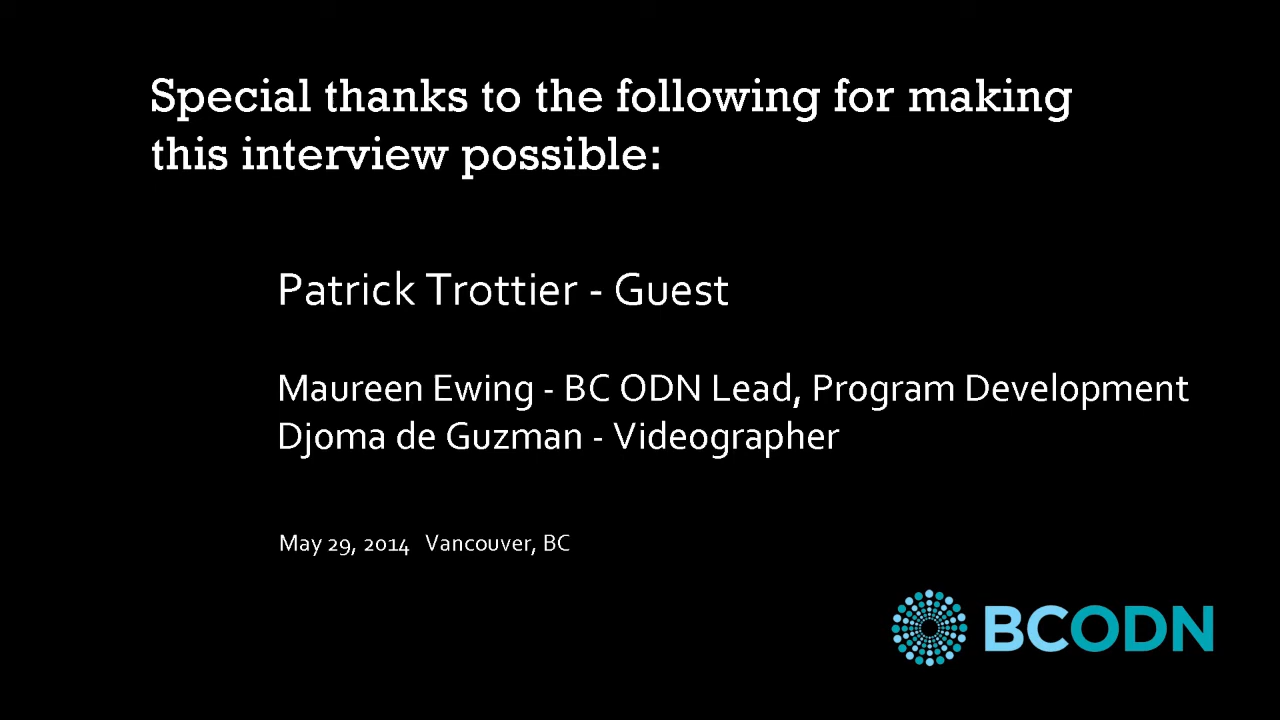 Special thanks to the following for making
this interview possible:
Patrick Trottier - Guest
Maureen Ewing - BC ODN Lead, Program Development
Djoma de Guzman - Videographer
May 29, 2014 Vancouver, BC
BCODN